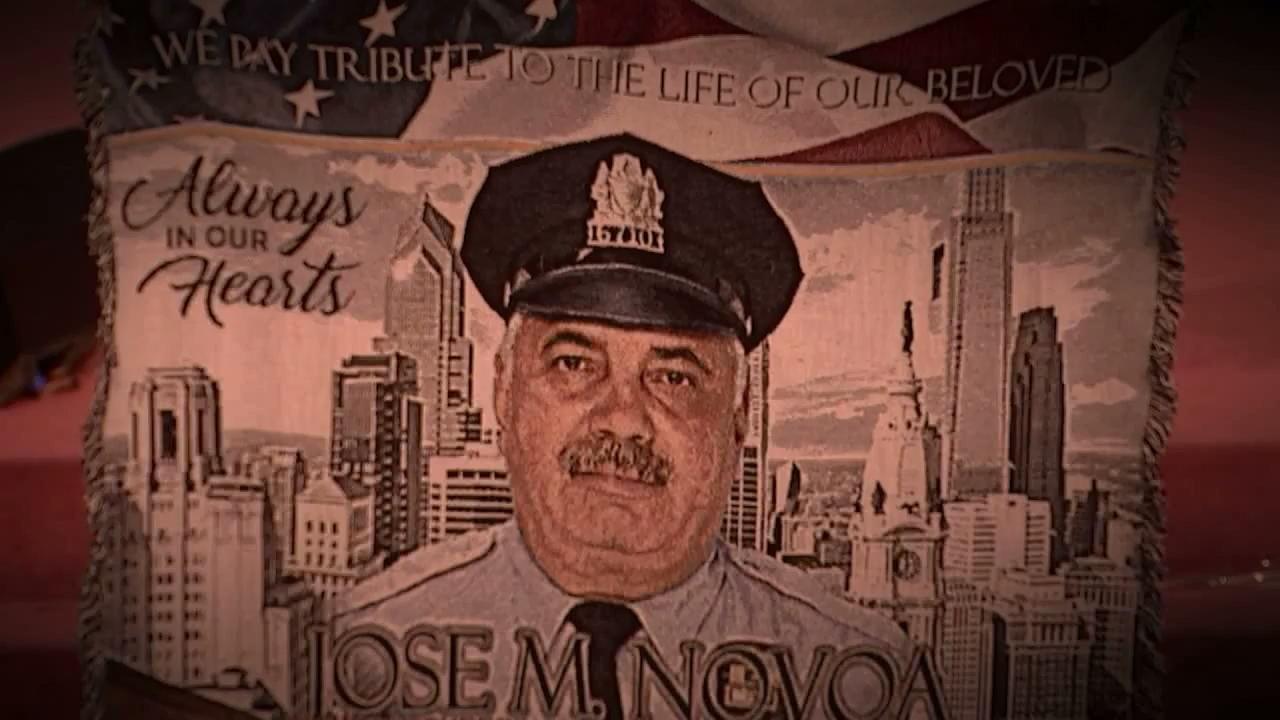 WE PAY TRIBUTE TO THE LIFE OF OUR BELOVED
Always
IN OUR
Hearts
JOSE M. NOVOA